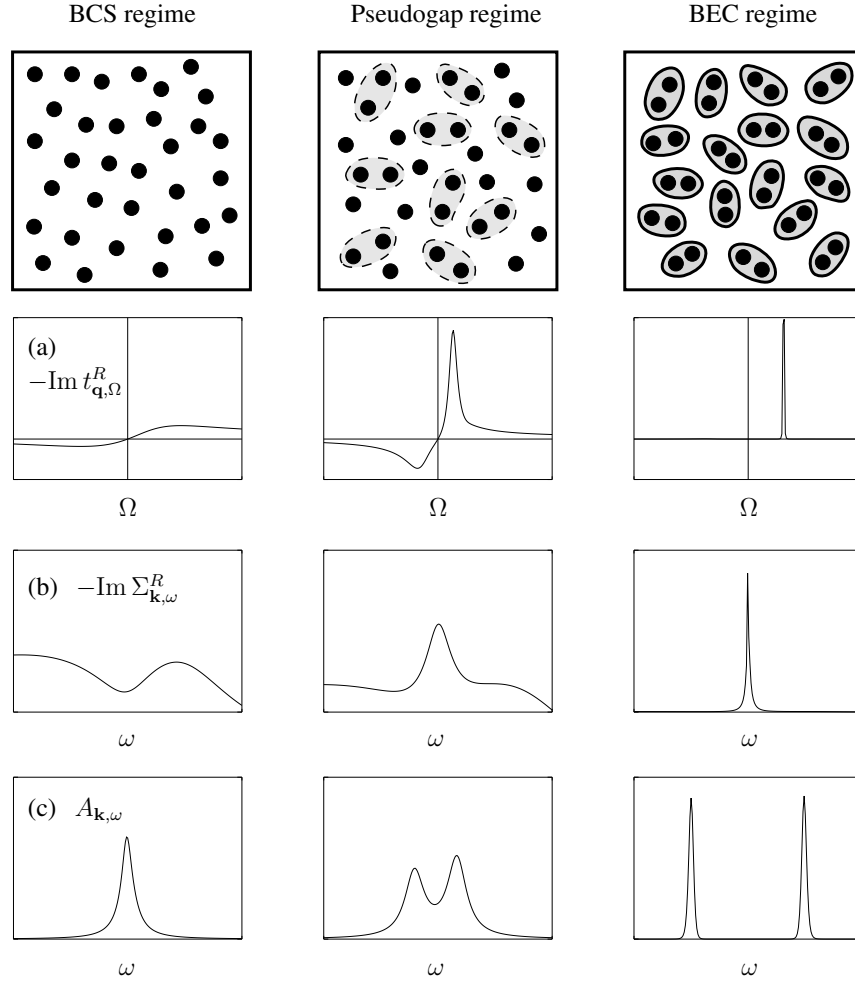 BCS regime Pseudogap regime BEC regime
(a)
−Im t^R_{q,Ω}
Ω Ω Ω
(b) −Im Σ^R_{k,ω}
ω ω ω
(c) A_{k,ω}
ω ω ω